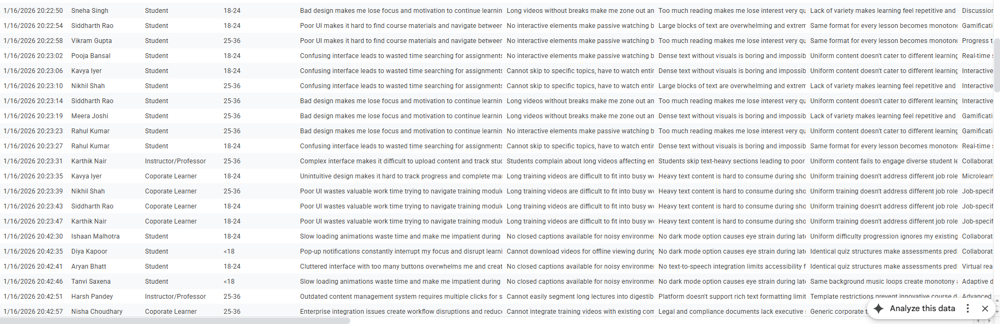 1/16/2026 20:22:50 Sneha Singh Student 18-24 Bad design makes me lose focus and motivation to continue learnin Long videos without breaks make me zone out an Too much reading makes me lose interest very qu Lack of variety makes learning feel repetitive and Discussion
1/16/2026 20:22:54 Siddharth Rao Student 18-24 Poor UI makes it hard to find course materials and navigate between No interactive elements make passive watching b Large blocks of text are overwhelming and extrem Same format for every lesson becomes monotono Gamificati
1/16/2026 20:22:58 Vikram Gupta Student 25-36 Poor UI makes it hard to find course materials and navigate between No interactive elements make passive watching b Too much reading makes me lose interest very qu Same format for every lesson becomes monotono Progress t
1/16/2026 20:23:02 Pooja Bansal Student 18-24 Confusing interface leads to wasted time searching for assignments No interactive elements make passive watching b Dense text without visuals is boring and impossib Uniform content doesn't cater to different learning Real-time
1/16/2026 20:23:06 Kavya Iyer Student 18-24 Confusing interface leads to wasted time searching for assignments Cannot skip to specific topics, have to watch entir Dense text without visuals is boring and impossib Uniform content doesn't cater to different learning Interactive
1/16/2026 20:23:10 Nikhil Shah Student 25-36 Confusing interface leads to wasted time searching for assignments Cannot skip to specific topics, have to watch entir Large blocks of text are overwhelming and extrem Lack of variety makes learning feel repetitive and Interactive
1/16/2026 20:23:14 Siddharth Rao Student 25-36 Bad design makes me lose focus and motivation to continue learnin Long videos without breaks make me zone out an Too much reading makes me lose interest very qu Uniform content doesn't cater to different learning Interactive
1/16/2026 20:23:19 Meera Joshi Student 25-36 Bad design makes me lose focus and motivation to continue learnin Long videos without breaks make me zone out an Dense text without visuals is boring and impossib Lack of variety makes learning feel repetitive and Gamificati
1/16/2026 20:23:23 Rahul Kumar Student 25-36 Bad design makes me lose focus and motivation to continue learnin No interactive elements make passive watching b Too much reading makes me lose interest very qu Uniform content doesn't cater to different learning Gamificati
1/16/2026 20:23:27 Rahul Kumar Student 18-24 Confusing interface leads to wasted time searching for assignments Cannot skip to specific topics, have to watch entir Dense text without visuals is boring and impossib Same format for every lesson becomes monotono Real-time
1/16/2026 20:23:31 Karthik Nair Instructor/Professor 25-36 Complex interface makes it difficult to upload content and track stud Students complain about long videos affecting en Students skip text-heavy sections leading to poor Uniform content fails to engage diverse student le Collaborat
1/16/2026 20:23:35 Kavya Iyer Coporate Learner 18-24 Unintuitive design makes it hard to track progress and complete mai Long training videos are difficult to fit into busy wo Heavy text content is hard to consume during sho Uniform training doesn't address different job role Microlearn
1/16/2026 20:23:39 Nikhil Shah Coporate Learner 25-36 Poor UI wastes valuable work time trying to navigate training module Long training videos are difficult to fit into busy wo Heavy text content is hard to consume during sho Uniform training doesn't address different job role Job-specif
1/16/2026 20:23:43 Siddharth Rao Coporate Learner 18-24 Poor UI wastes valuable work time trying to navigate training module Long training videos are difficult to fit into busy wo Heavy text content is hard to consume during sho Uniform training doesn't address different job role Job-specif
1/16/2026 20:23:47 Karthik Nair Coporate Learner 18-24 Poor UI wastes valuable work time trying to navigate training module Long training videos are difficult to fit into busy wo Heavy text content is hard to consume during sho Uniform training doesn't address different job role Job-specif
1/16/2026 20:42:30 Ishaan Malhotra Student 18-24 Slow loading animations waste time and make me impatient during No closed captions available for noisy environmer No dark mode option causes eye strain during late Uniform difficulty progression ignores my existing Collaborat
1/16/2026 20:42:35 Diya Kapoor Student <18 Pop-up notifications constantly interrupt my focus and disrupt learni Cannot download videos for offline viewing during No dark mode option causes eye strain during late Identical quiz structures make assessments pred Collaborat
1/16/2026 20:42:41 Aryan Bhatt Student 18-24 Cluttered interface with too many buttons overwhelms me and creat No closed captions available for noisy environmer No text-to-speech integration limits accessibility f Identical quiz structures make assessments pred Virtual rea
1/16/2026 20:42:46 Tanvi Saxena Student <18 Slow loading animations waste time and make me impatient during No closed captions available for noisy environmer No dark mode option causes eye strain during late Same background music loops create monotony Adaptive d
1/16/2026 20:42:51 Harsh Pandey Instructor/Professor 25-36 Outdated content management system requires multiple clicks for s Cannot easily segment long lectures into digestib Platform doesn't support rich text formatting limit Template restrictions prevent innovative course d Advanced
1/16/2026 20:42:57 Nisha Choudhary Coporate Learner 25-36 Enterprise integration issues create workflow disruptions and reduce Cannot integrate training videos with existing com Legal and compliance documents lack executive Generic corporate
Analyze this data